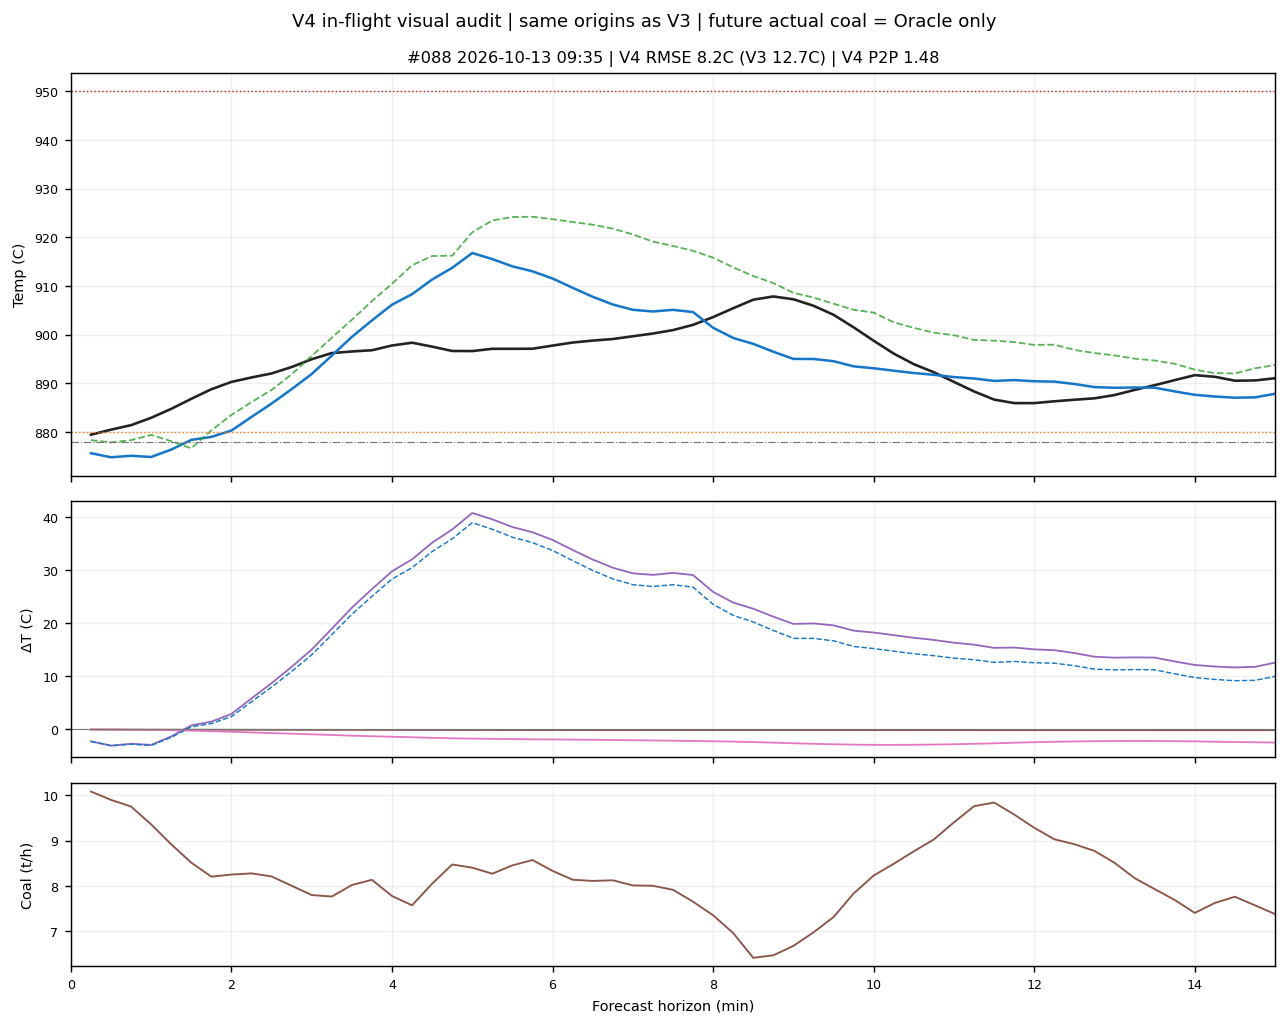 V4 in-flight visual audit | same origins as V3 | future actual coal = Oracle only
#088 2026-10-13 09:35 | V4 RMSE 8.2C (V3 12.7C) | V4 P2P 1.48
Temp (C)
950
940
930
920
910
900
890
880
ΔT (C)
40
30
20
10
0
Coal (t/h)
10
9
8
7
0 2 4 6 8 10 12 14
Forecast horizon (min)